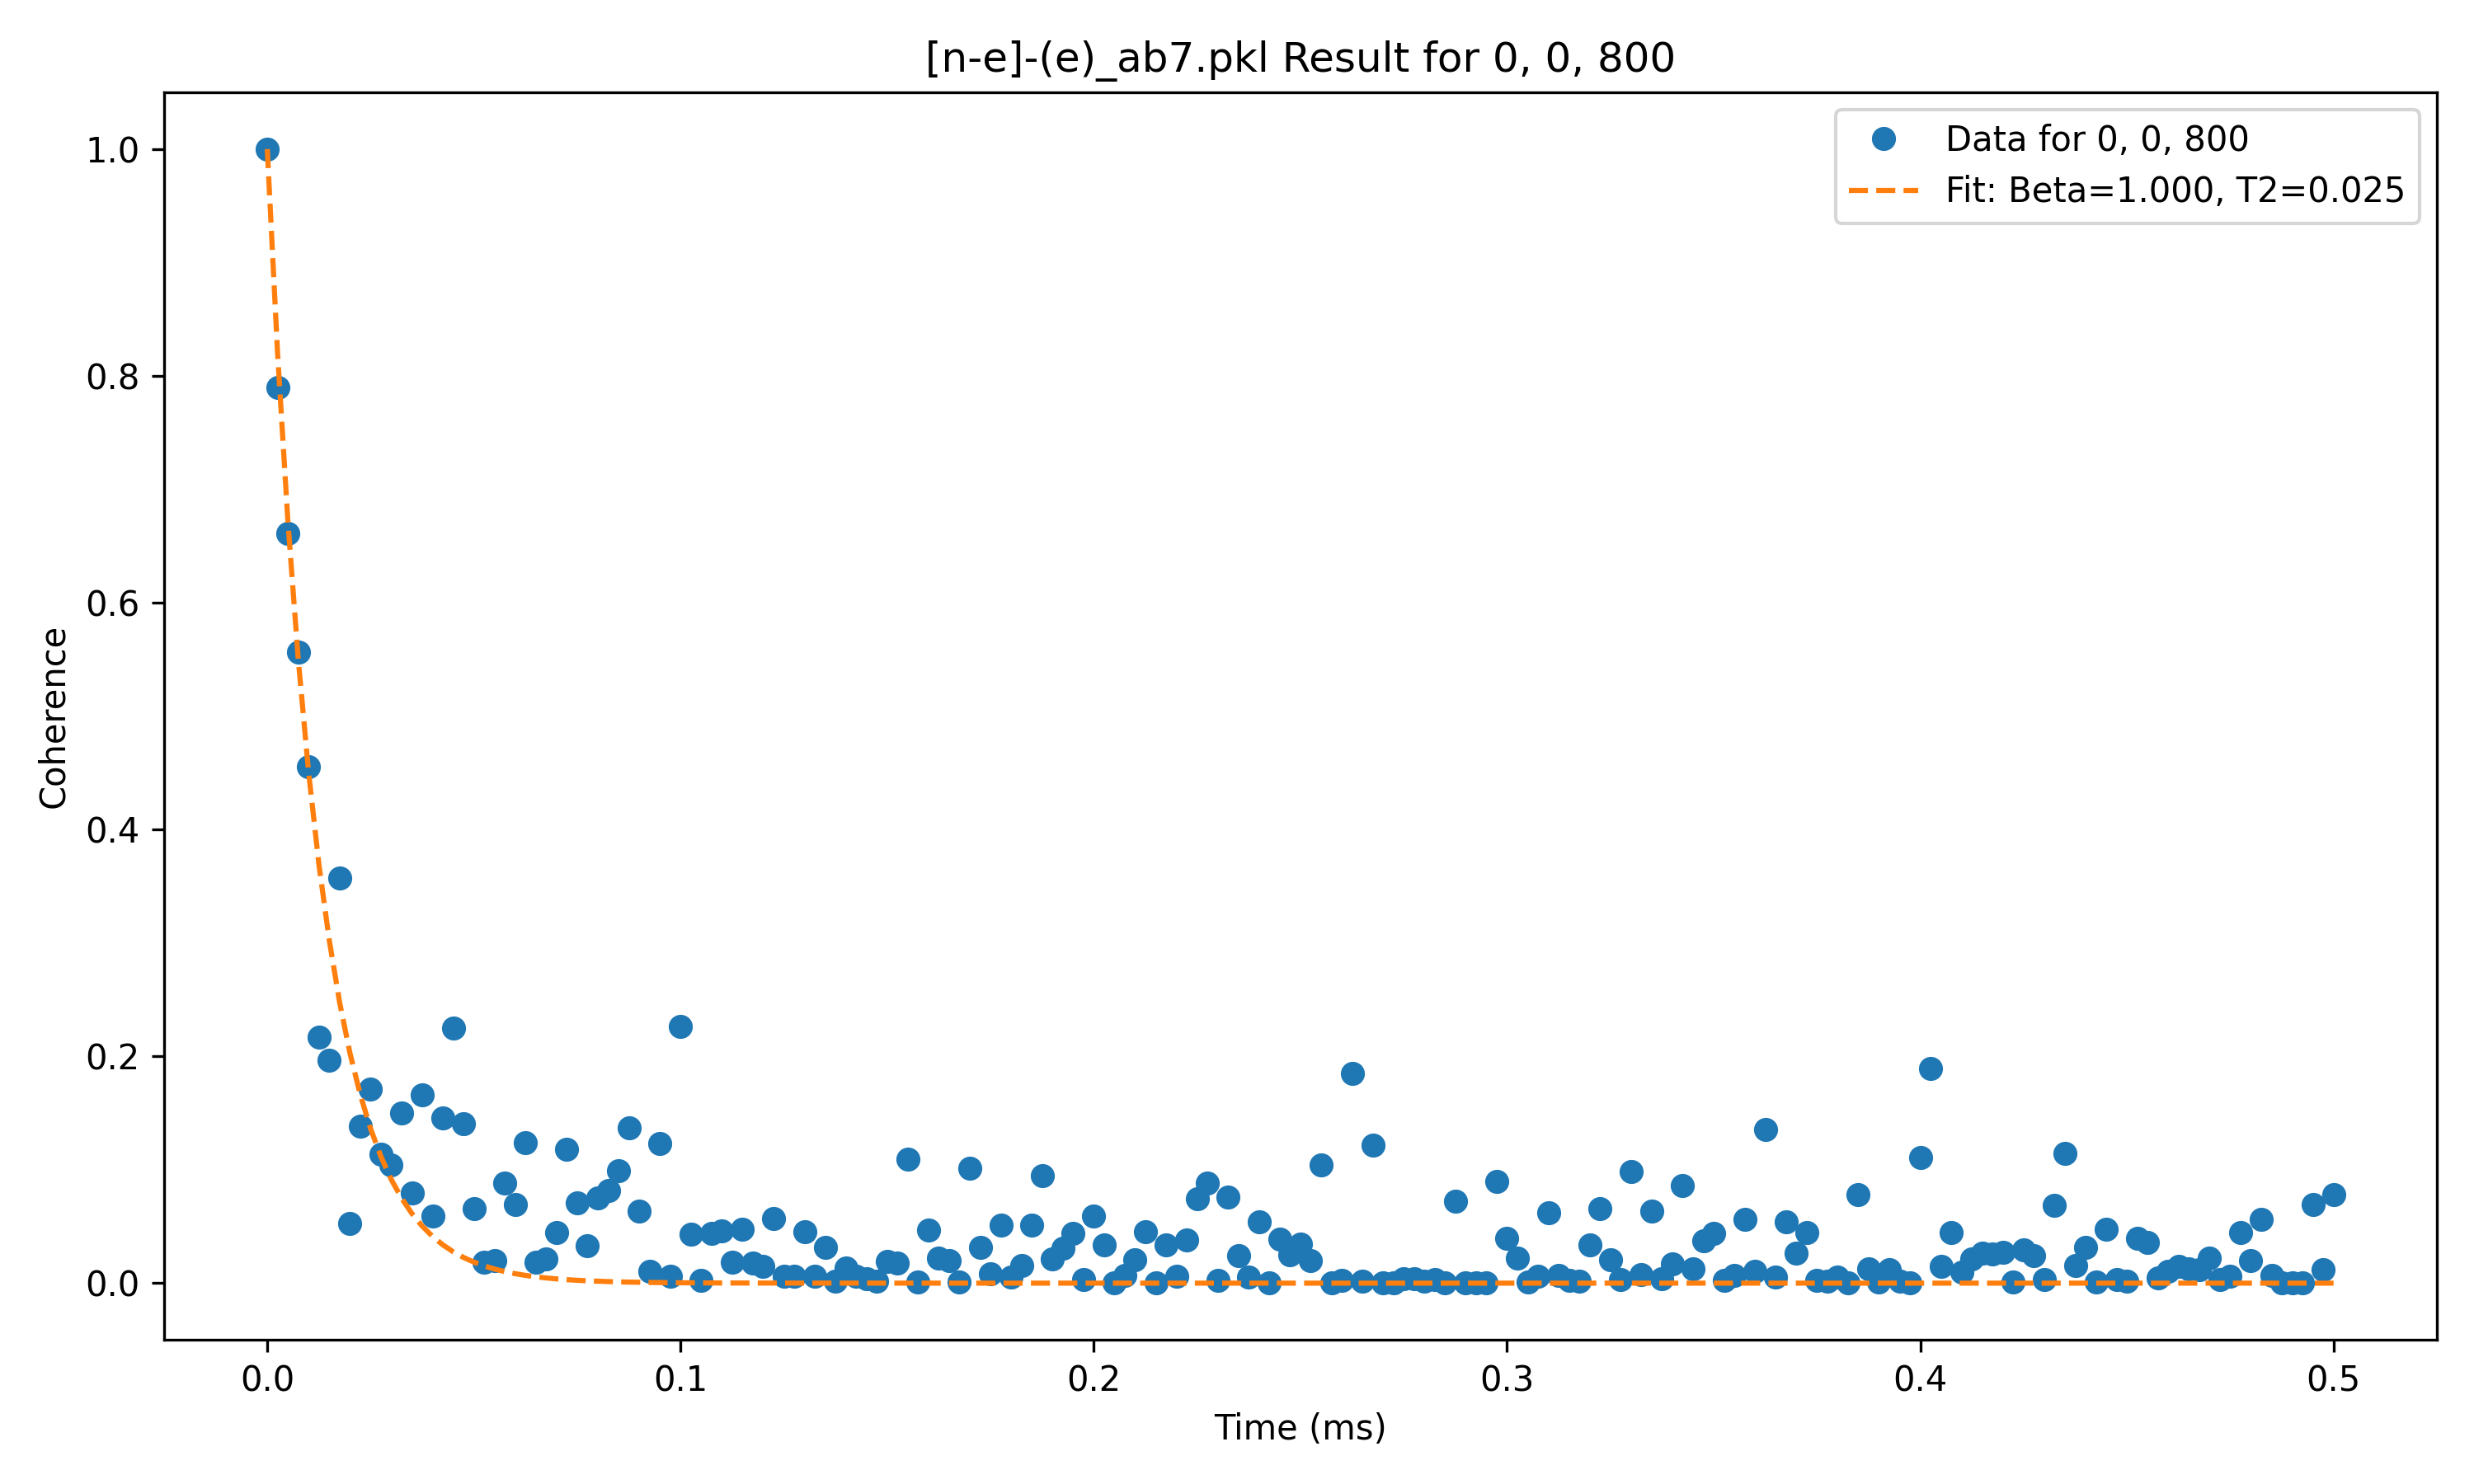 [n-e]-(e)_ab7.pkl Result for 0, 0, 800
Data for 0, 0, 800
Fit: Beta=1.000, T2=0.025
Coherence
1.0
0.8
0.6
0.4
0.2
0.0
0.0
0.1
0.2
0.3
0.4
0.5
Time (ms)